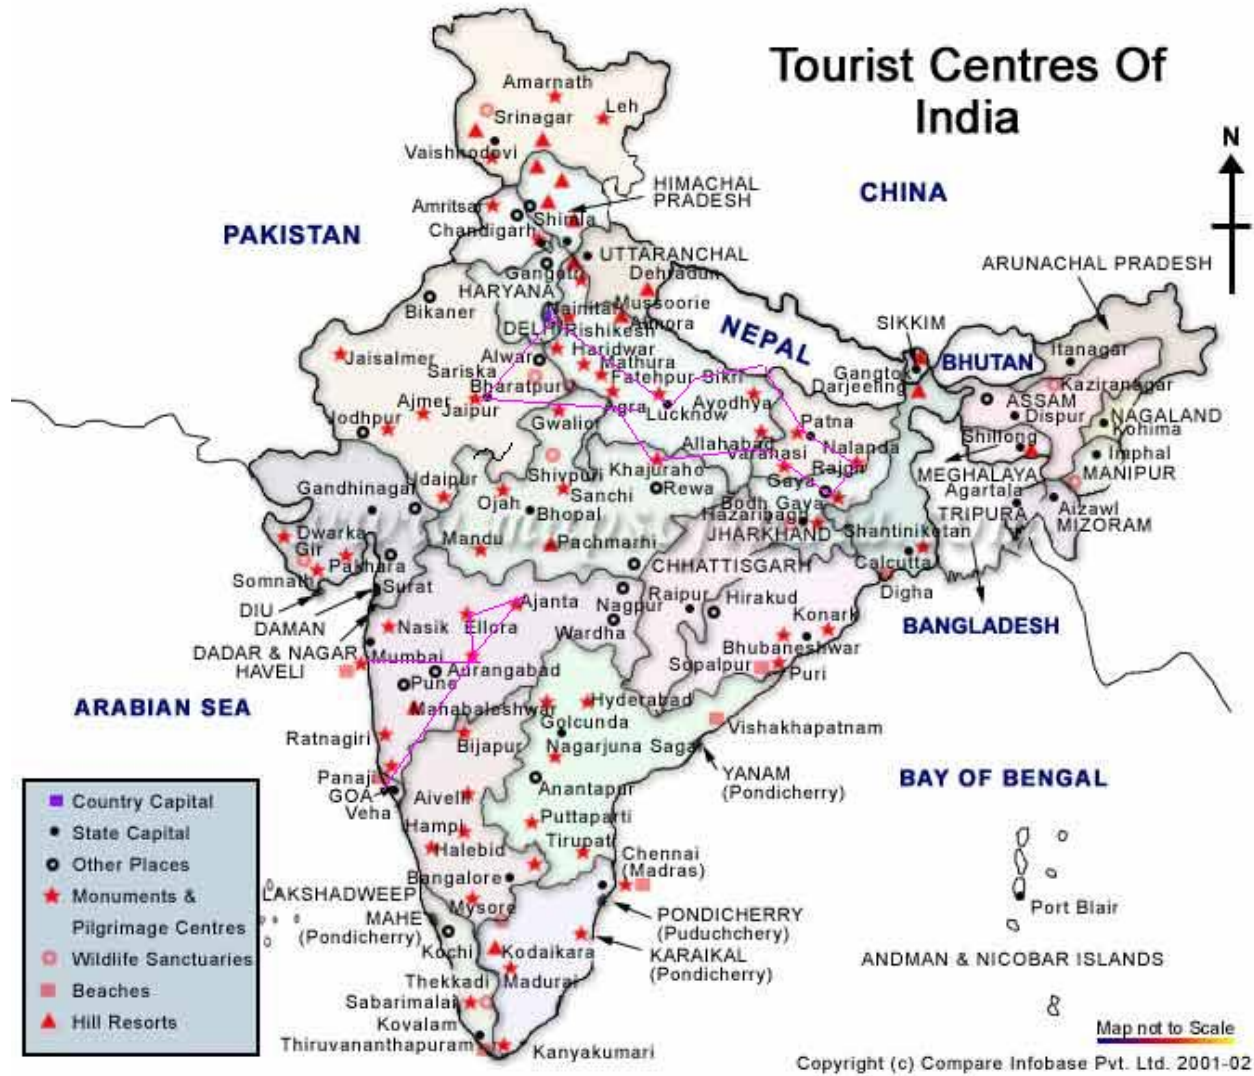 Tourist Centres Of
India
N
Amarnath
Leh
Srinagar
CHINA
HIMACHAL
PRADESH
Amritsar
Shimla
PAKISTAN
Chandigarh
UTTARANCHAL
ARUNACHAL PRADESH
Gangotri
Dehradun
HARYANA
Bikaner
Nainital
Mussoorie
DELHI
Rishikesh
Almora
NEPAL
SIKKIM
Itanagar
BHUTAN
Jaisalmer
Alwar
Haridwar
Mathura
Sariska
Gangtok
Darjeeling
Fatehpur Sikri
Bharatpur
Kaziranagar
ASSAM
Ajmer
Jaipur
Agra
Lucknow
Ayodhya
Dispur
NAGALAND
Jodhpur
Gwalior
Patna
Kohima
Allahabad
Varanasi
Nalanda
Shillong
Imphal
Khajuraho
Rajgir
MEGHALAYA
MANIPUR
Shivpuri
Gaya
Udaipur
Gandhinagar
Ojah
Sanchi
Rewa
Bodh Gaya
Agartala
Aizawl
TRIPURA
MIZORAM
Bhopal
Hazaribagh
Dwarka
JHARKHAND
Shantiniketan
Gir
Mandu
Pachmarhi
Pakhara
Calcutta
CHHATTISGARH
Somnath
Surat
Digha
DIU
Ajanta
Nagpur
Raipur
Hirakud
DAMAN
Nasik
Ellora
Wardha
Konark
BANGLADESH
DADAR & NAGAR
HAVELI
Mumbai
Bhubaneshwar
Aurangabad
Sopalpur
Puri
Pune
ARABIAN SEA
Mahabaleshwar
Hyderabad
Golcunda
Vishakhapatnam
Ratnagiri
Bijapur
Nagarjuna Sagar
Panaji
YANAM
(Pondicherry)
BAY OF BENGAL
GOA
Veha
Aivelli
Anantapur
Country Capital
State Capital
Other Places
Monuments &
Pilgrimage Centres
Wildlife Sanctuaries
Beaches
Hill Resorts
Hampi
Puttaparti
Halebid
Tirupati
Chennai
(Madras)
Bangalore
LAKSHADWEEP
Mysore
MAHE
(Pondicherry)
PONDICHERRY
(Puduchchery)
Port Blair
Kochi
Kodaikara
KARAIKAL
(Pondicherry)
ANDMAN & NICOBAR ISLANDS
Thekkadi
Madurai
Sabarimalai
Kovalam
Thiruvananthapuram
Kanyakumari
Map not to Scale
Copyright (c) Compare Infobase Pvt. Ltd. 2001-02